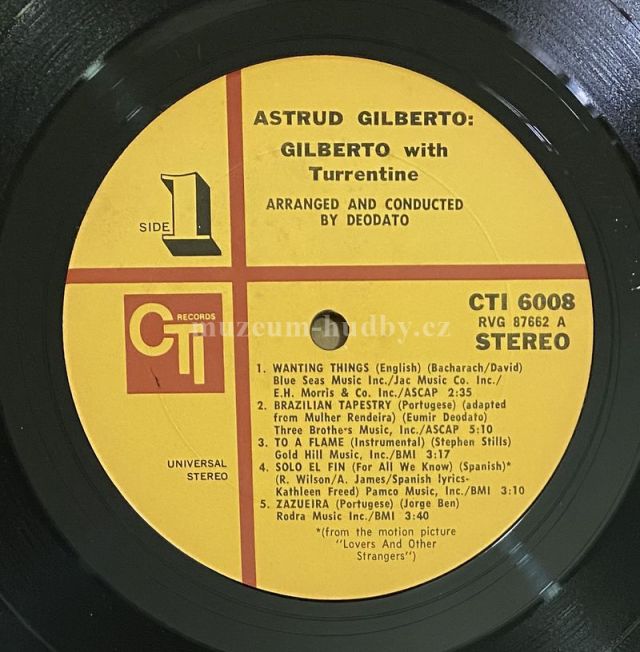 ASTRUD GILBERTO:
GILBERTO with
Turrentine
ARRANGED AND CONDUCTED
BY DEODATO
SIDE 1
CTI RECORDS
CTI 6008
RVG 87662 A
STEREO
muzeum-hudby.cz
1. WANTING THINGS (English) (Bacharach/David)
Blue Seas Music Inc./Jac Music Co. Inc./
E.H. Morris & Co. Inc./ASCAP 2:35
2. BRAZILIAN TAPESTRY (Portugese) (adapted
from Mulher Rendeira) (Eumir Deodato)
Three Brothers Music, Inc./ASCAP 5:10
3. TO A FLAME (Instrumental) (Stephen Stills)
Gold Hill Music, Inc./BMI 3:17
4. SOLO EL FIN (For All We Know) (Spanish)*
(R. Wilson/A. James/Spanish lyrics-
Kathleen Freed) Pamco Music, Inc./BMI 3:10
5. ZAZUEIRA (Portugese) (Jorge Ben)
Rodra Music Inc./BMI 3:40
*(from the motion picture
"Lovers And Other
Strangers")
UNIVERSAL
STEREO